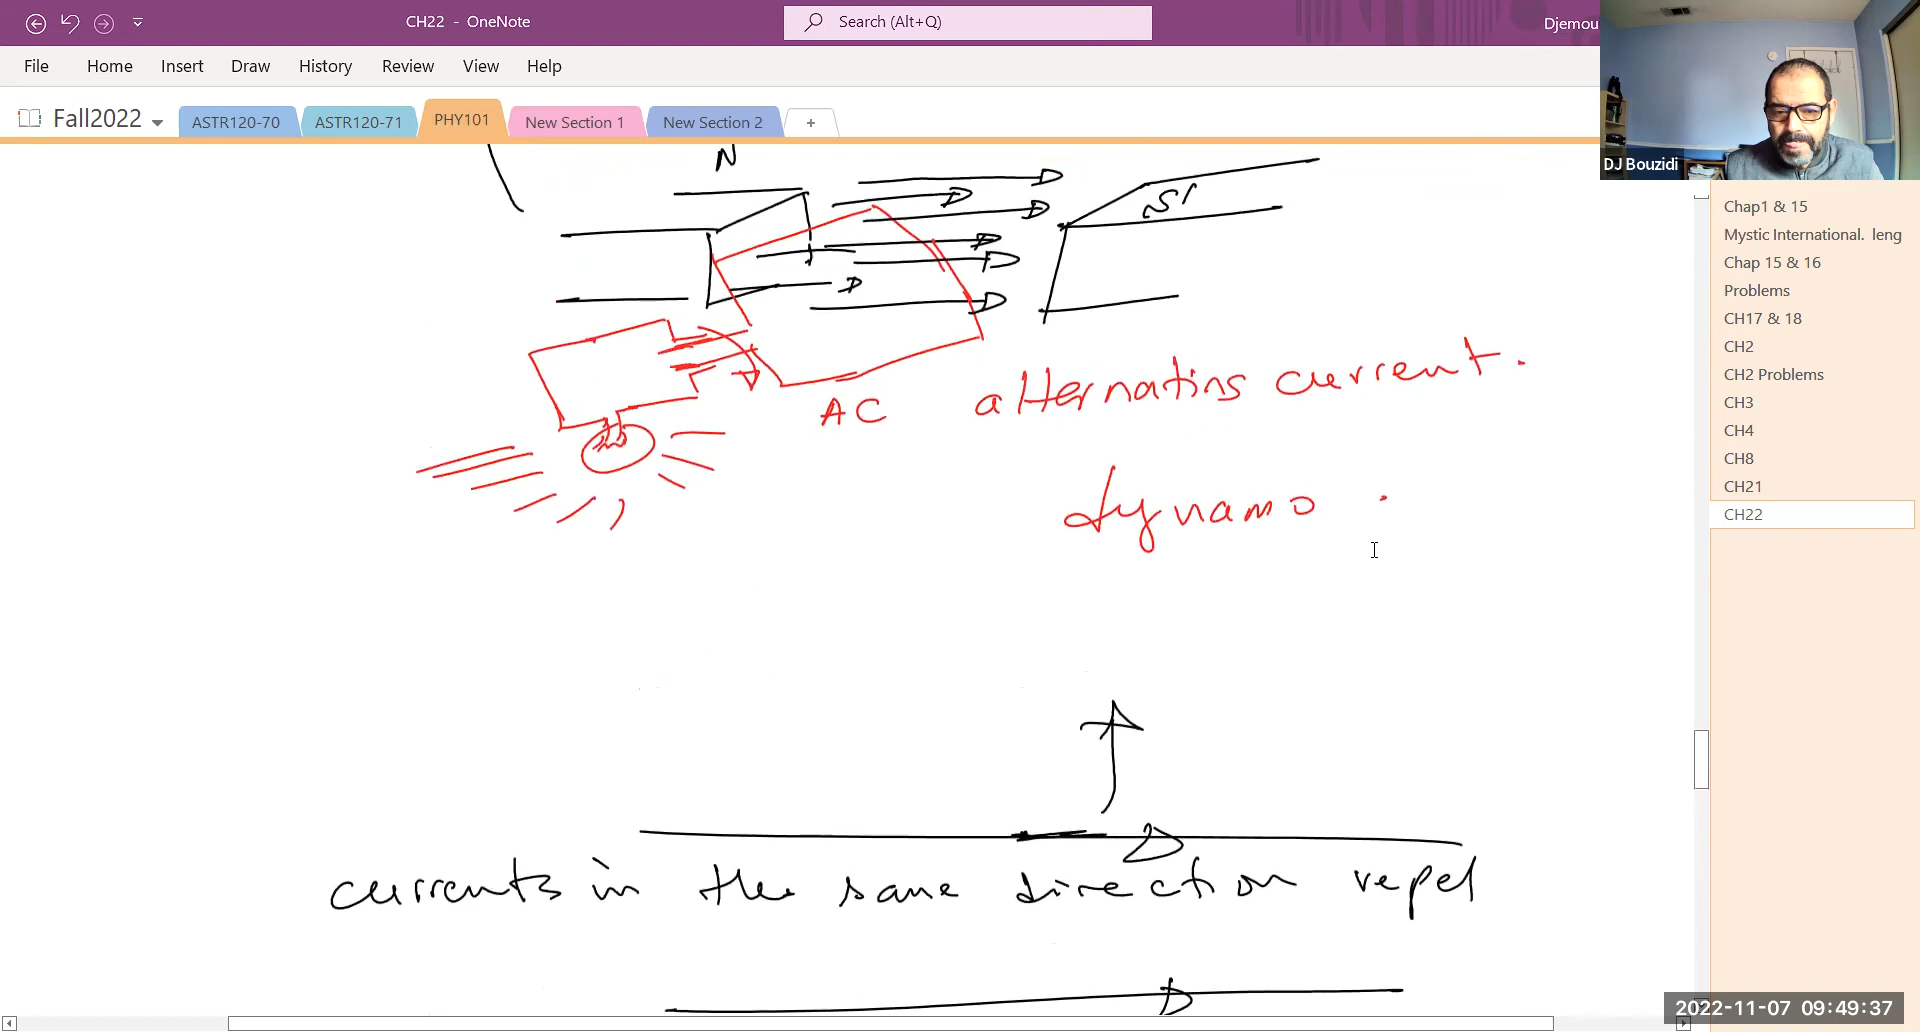 CH22 - OneNote
Search (Alt+Q)
Djemou
File Home Insert Draw History Review View Help
Fall2022
ASTR120-70
ASTR120-71
PHY101
New Section 1
New Section 2
+
DJ Bouzidi
Chap1 & 15
Mystic International. leng
Chap 15 & 16
Problems
CH17 & 18
CH2
CH2 Problems
CH3
CH4
CH8
CH21
CH22
N
S
AC alternating current.
dynamo .
currents in the same direction repel
2022-11-07 09:49:37